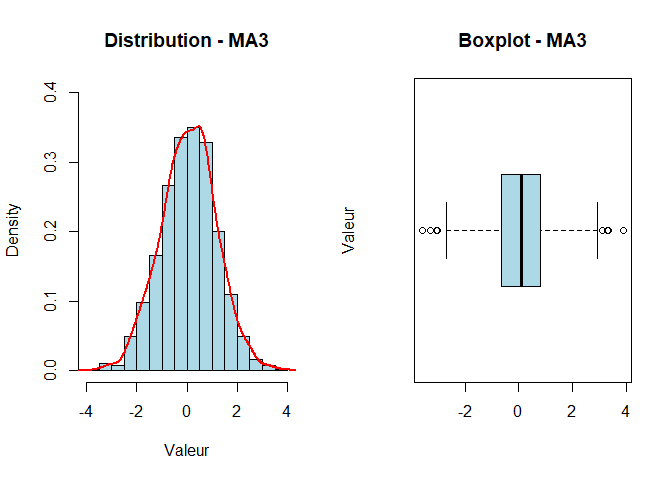 Distribution - MA3
Density
0.0 0.1 0.2 0.3 0.4
-4 -2 0 2 4
Valeur
Boxplot - MA3
Valeur
-2 0 2 4